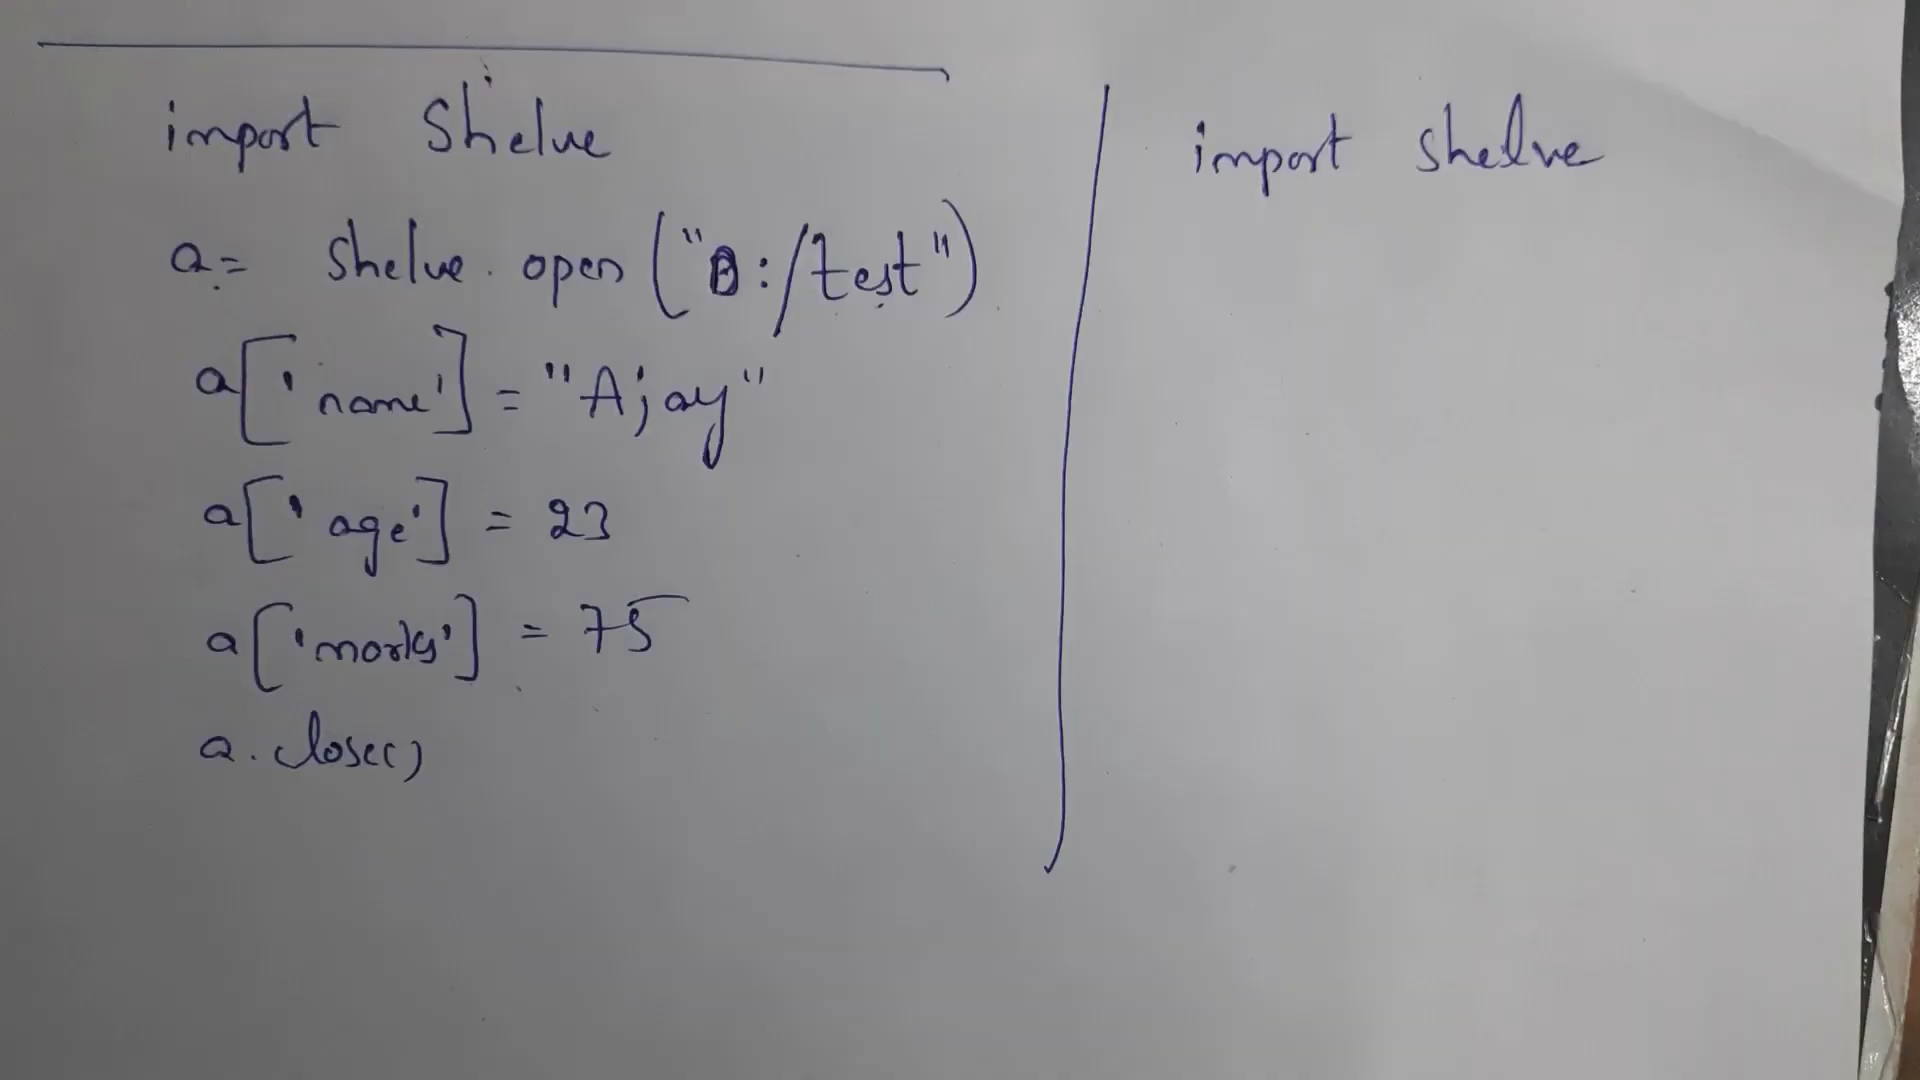 import Shelve
a= Shelve.open("D:/test")
a['name'] = "Ajay"
a['age'] = 23
a['marks'] = 75
a.close()
import shelve